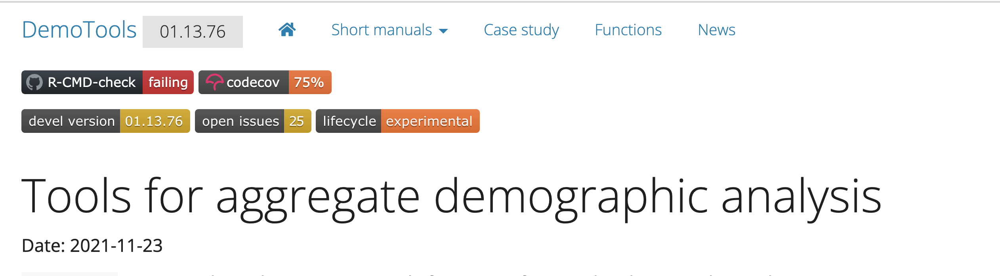 DemoTools 01.13.76 Short manuals Case study Functions News
R-CMD-check failing codecov 75%
devel version 01.13.76 open issues 25 lifecycle experimental
Tools for aggregate demographic analysis
Date: 2021-11-23